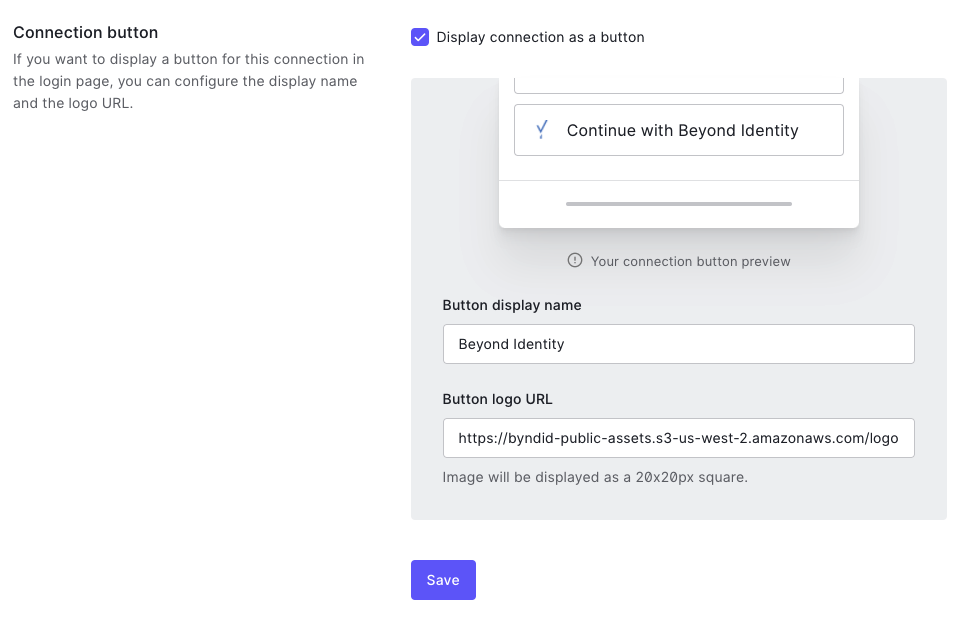 Connection button
If you want to display a button for this connection in
the login page, you can configure the display name
and the logo URL.
Display connection as a button
Continue with Beyond Identity
Your connection button preview
Button display name
Beyond Identity
Button logo URL
https://byndid-public-assets.s3-us-west-2.amazonaws.com/logo
Image will be displayed as a 20x20px square.
Save